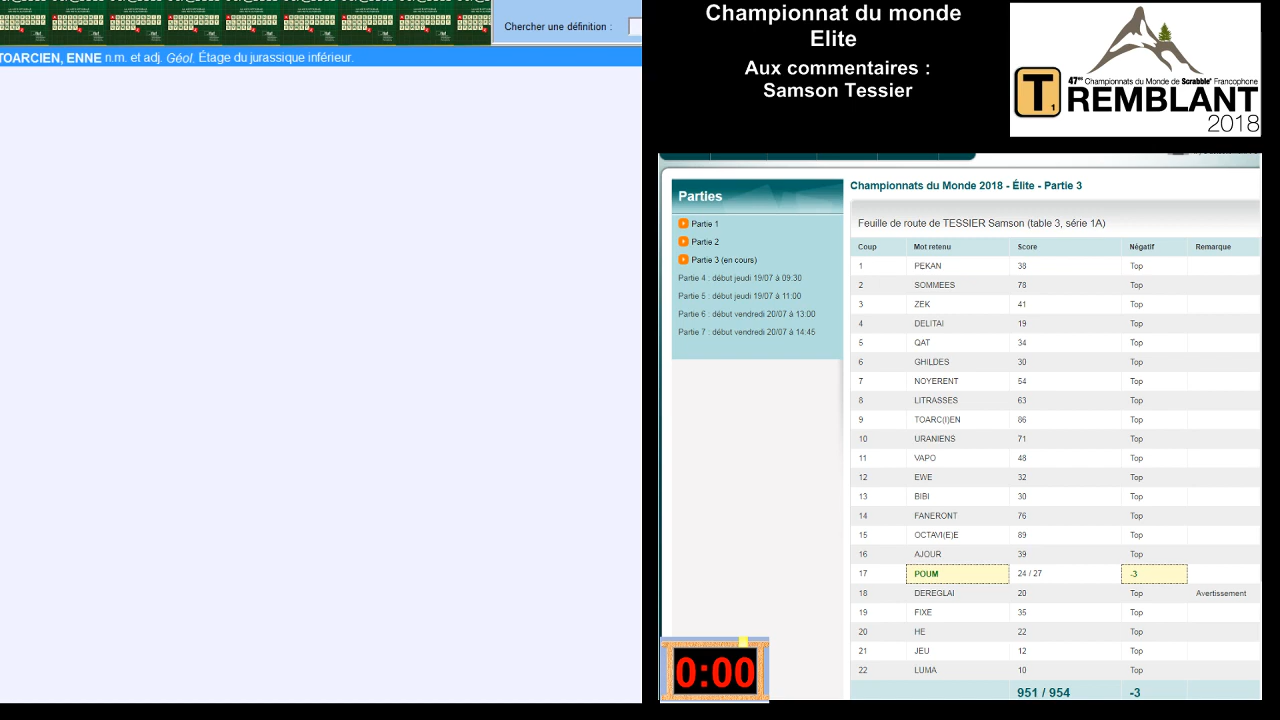 Chercher une définition :
TOARCIEN, ENNE n.m. et adj. Géol. Étage du jurassique inférieur.
Championnat du monde
Elite
Aux commentaires :
Samson Tessier
47es Championnats du Monde de Scrabble Francophone
T1REMBLANT
2018
Parties
Partie 1
Partie 2
Partie 3 (en cours)
Partie 4 : début jeudi 19/07 à 09:30
Partie 5 : début jeudi 19/07 à 11:00
Partie 6 : début vendredi 20/07 à 13:00
Partie 7 : début vendredi 20/07 à 14:45
Championnats du Monde 2018 - Élite - Partie 3
Feuille de route de TESSIER Samson (table 3, série 1A)
Coup Mot retenu Score Négatif Remarque
1 PEKAN 38 Top
2 SOMMEES 78 Top
3 ZEK 41 Top
4 DELITAI 19 Top
5 QAT 34 Top
6 GHILDES 30 Top
7 NOYERENT 54 Top
8 LITRASSES 63 Top
9 TOARC(I)EN 86 Top
10 URANIENS 71 Top
11 VAPO 48 Top
12 EWE 32 Top
13 BIBI 30 Top
14 FANERONT 76 Top
15 OCTAVI(E)E 89 Top
16 AJOUR 39 Top
17 POUM 24 / 27 -3
18 DEREGLAI 20 Top Avertissement
19 FIXE 35 Top
20 HE 22 Top
21 JEU 12 Top
22 LUMA 10 Top
951 / 954 -3
0:00